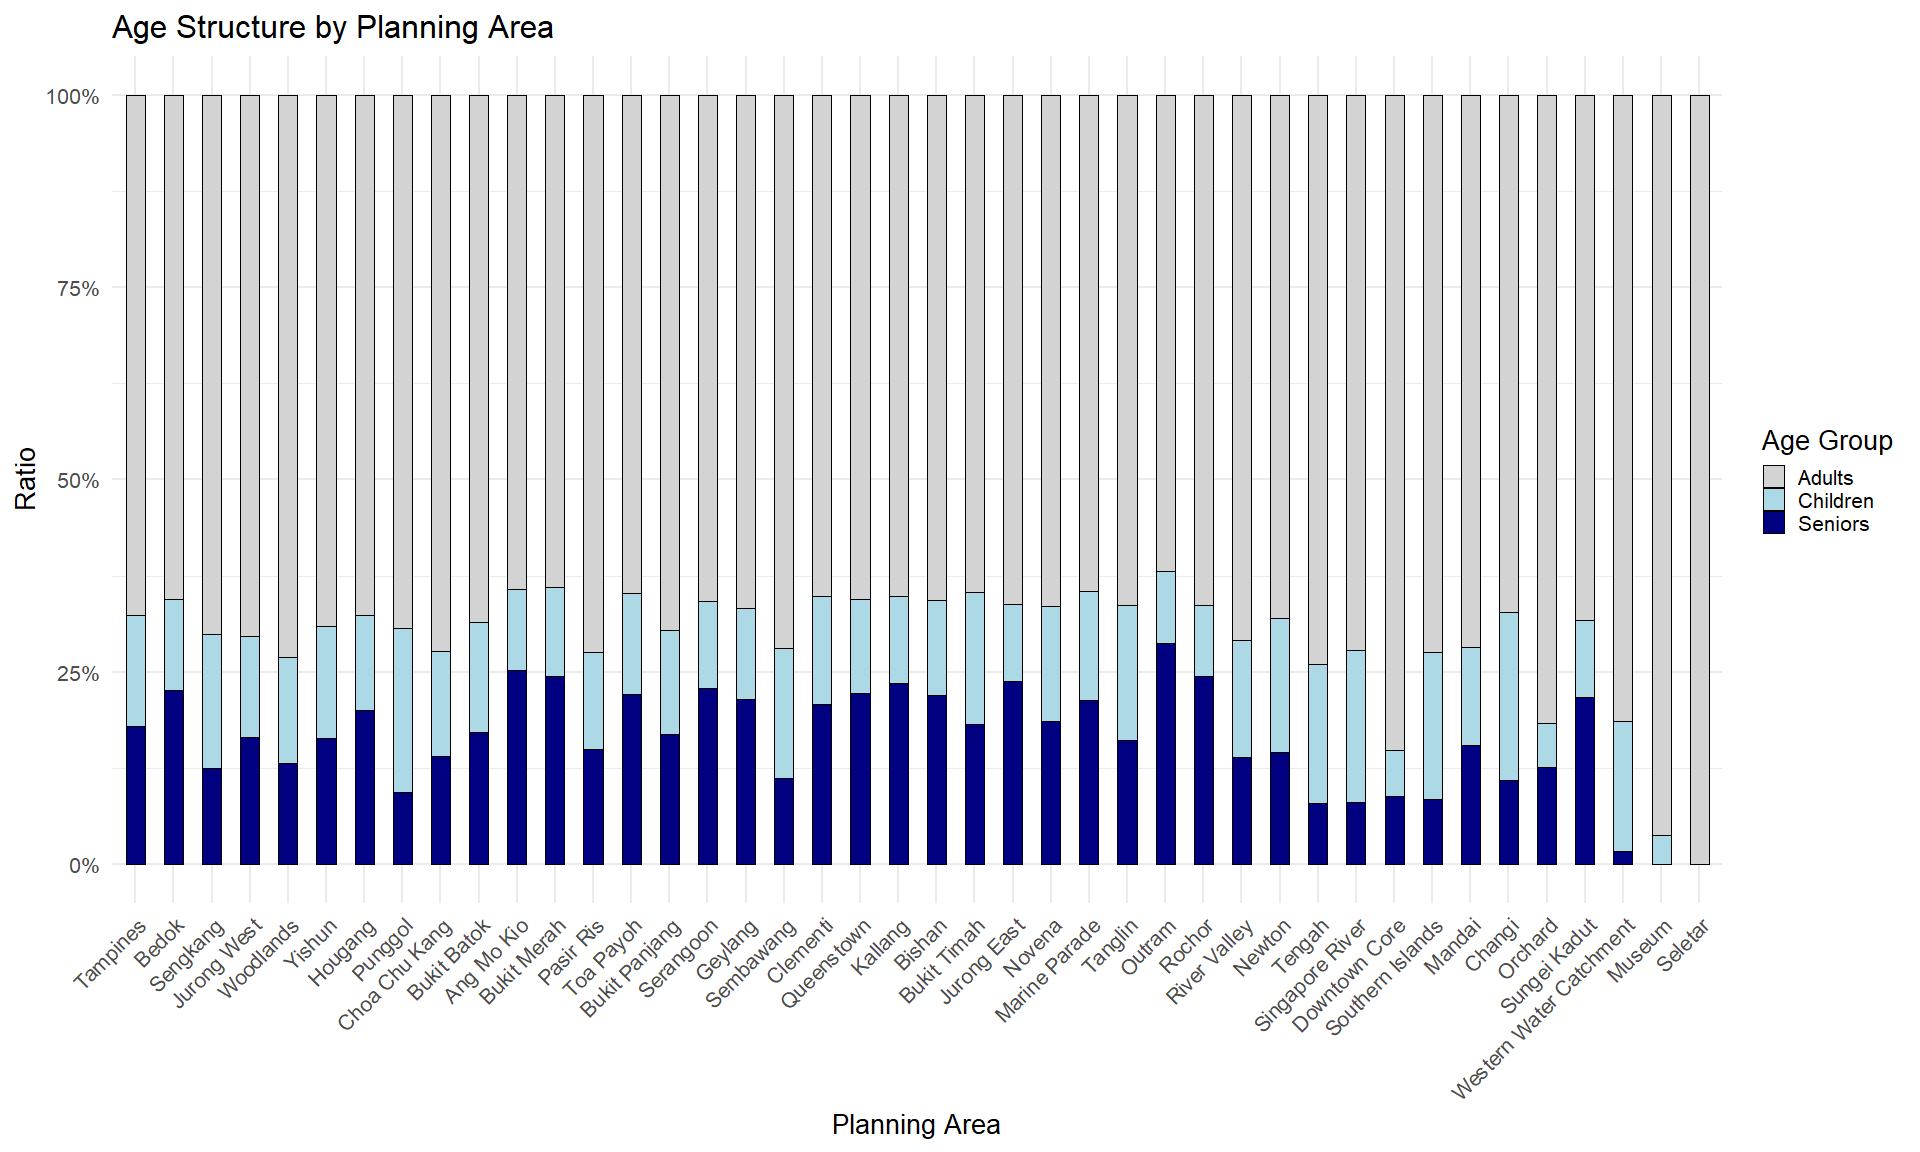 Age Structure by Planning Area
Ratio
100%
75%
50%
25%
0%
Tampines
Bedok
Sengkang
Jurong West
Woodlands
Yishun
Hougang
Punggol
Choa Chu Kang
Bukit Batok
Ang Mo Kio
Bukit Merah
Pasir Ris
Toa Payoh
Bukit Panjang
Serangoon
Geylang
Sembawang
Clementi
Queenstown
Kallang
Bishan
Bukit Timah
Jurong East
Novena
Marine Parade
Tanglin
Outram
Rochor
River Valley
Newton
Tengah
Singapore River
Downtown Core
Southern Islands
Mandai
Changi
Orchard
Sungei Kadut
Western Water Catchment
Museum
Seletar
Planning Area
Age Group
Adults
Children
Seniors